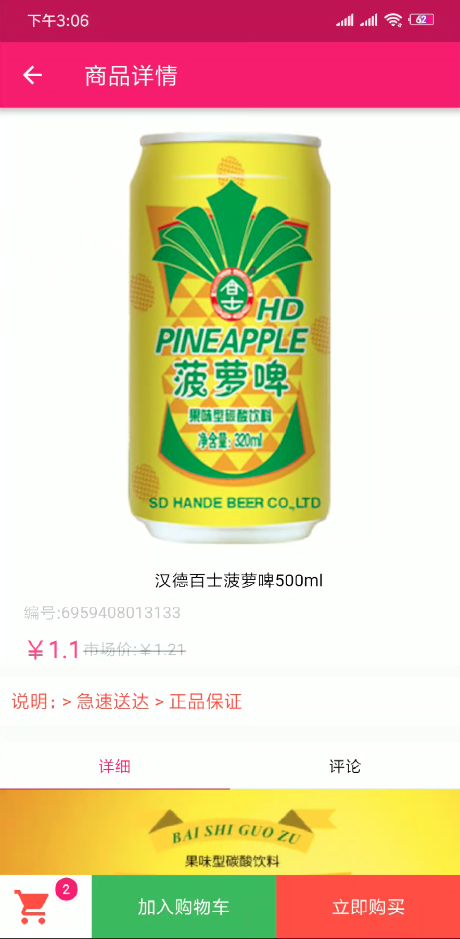 下午3:06
62
商品详情
合士
HD
PINEAPPLE
菠萝啤
果味型碳酸饮料
净含量:320ml
SD HANDE BEER CO.,LTD
汉德百士菠萝啤500ml
编号:6959408013133
￥1.1 市场价:￥1.21
说明: > 急速送达 > 正品保证
详细 评论
BAI SHI GUO ZU
果味型碳酸饮料
2
加入购物车 立即购买